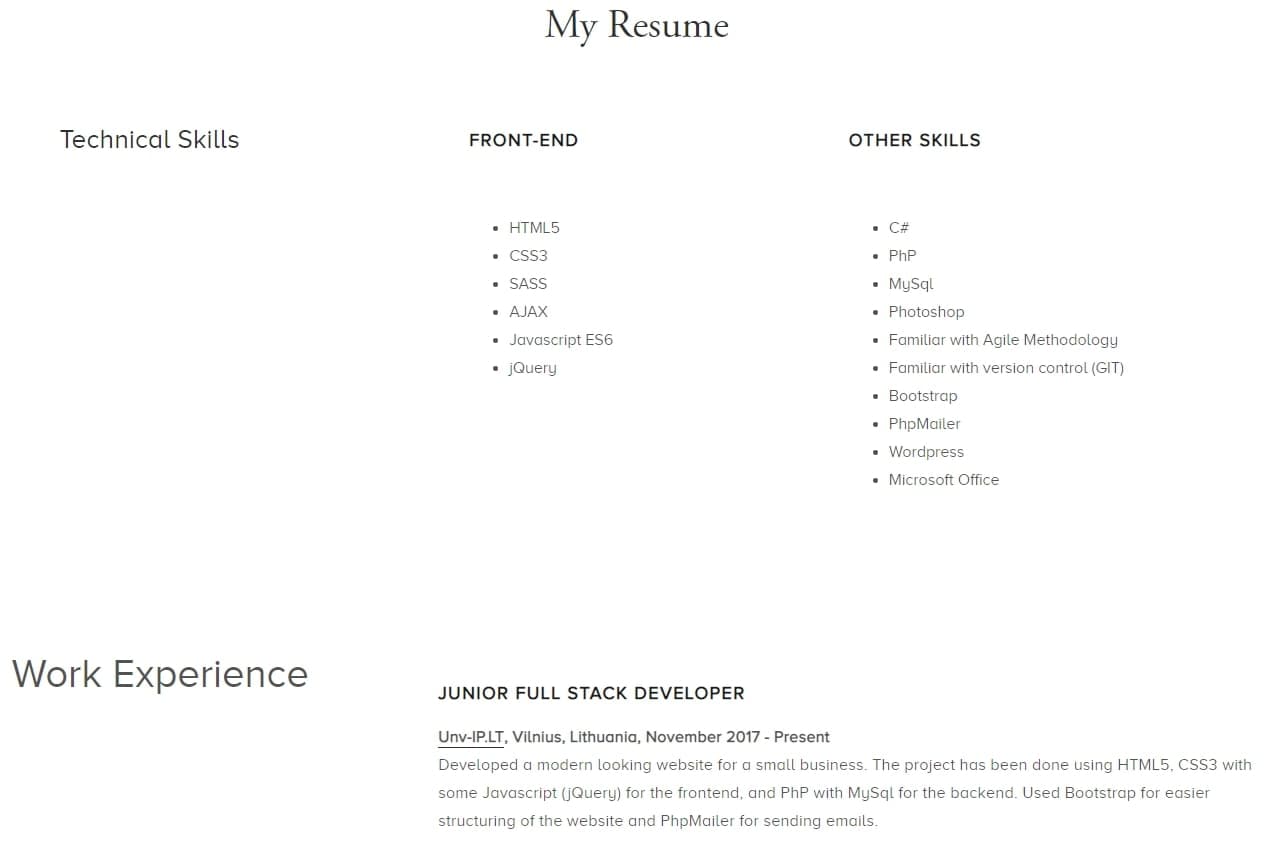 My Resume
Technical Skills
FRONT-END
HTML5
CSS3
SASS
AJAX
Javascript ES6
jQuery
OTHER SKILLS
C#
PhP
MySql
Photoshop
Familiar with Agile Methodology
Familiar with version control (GIT)
Bootstrap
PhpMailer
Wordpress
Microsoft Office
Work Experience
JUNIOR FULL STACK DEVELOPER
Unv-IP.LT, Vilnius, Lithuania, November 2017 - Present
Developed a modern looking website for a small business. The project has been done using HTML5, CSS3 with
some Javascript (jQuery) for the frontend, and PhP with MySql for the backend. Used Bootstrap for easier
structuring of the website and PhpMailer for sending emails.